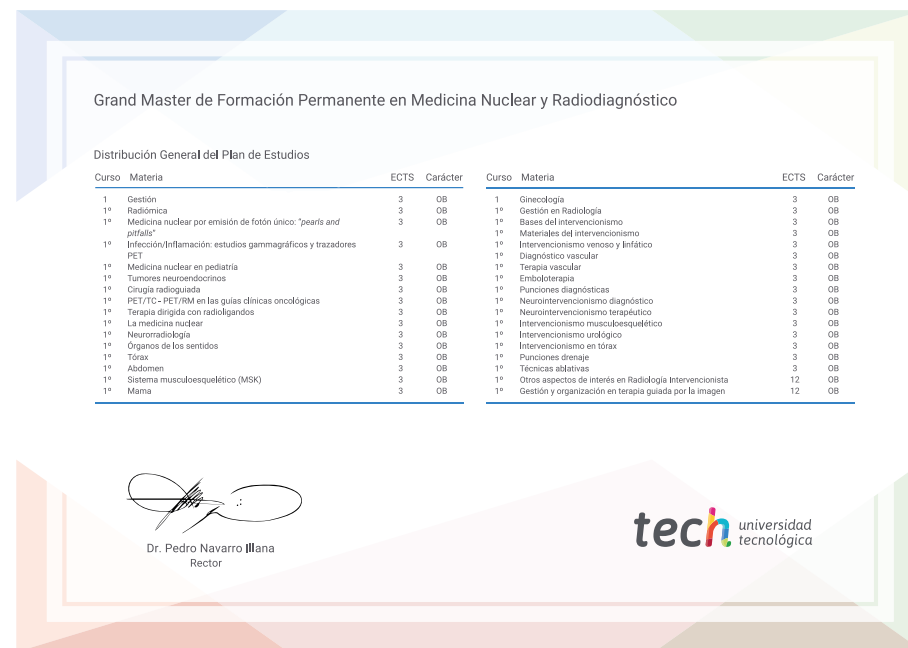 Grand Master de Formación Permanente en Medicina Nuclear y Radiodiagnóstico
Distribución General del Plan de Estudios
Curso Materia ECTS Carácter
1 Gestión 3 OB
1º Radiómica 3 OB
1º Medicina nuclear por emisión de fotón único: "pearls and 3 OB
pitfalls"
1º Infección/Inflamación: estudios gammagráficos y trazadores 3 OB
PET
1º Medicina nuclear en pediatría 3 OB
1º Tumores neuroendocrinos 3 OB
1º Cirugía radioguiada 3 OB
1º PET/TC - PET/RM en las guías clínicas oncológicas 3 OB
1º Terapia dirigida con radioligandos 3 OB
1º La medicina nuclear 3 OB
1º Neurorradiología 3 OB
1º Órganos de los sentidos 3 OB
1º Tórax 3 OB
1º Abdomen 3 OB
1º Sistema musculoesquelético (MSK) 3 OB
1º Mama 3 OB
Curso Materia ECTS Carácter
1 Ginecología 3 OB
1º Gestión en Radiología 3 OB
1º Bases del intervencionismo 3 OB
1º Materiales del intervencionismo 3 OB
1º Intervencionismo venoso y linfático 3 OB
1º Diagnóstico vascular 3 OB
1º Terapia vascular 3 OB
1º Emboloterapia 3 OB
1º Punciones diagnósticas 3 OB
1º Neurointervencionismo diagnóstico 3 OB
1º Neurointervencionismo terapéutico 3 OB
1º Intervencionismo musculoesquelético 3 OB
1º Intervencionismo urológico 3 OB
1º Intervencionismo en tórax 3 OB
1º Punciones drenaje 3 OB
1º Técnicas ablativas 3 OB
1º Otros aspectos de interés en Radiología Intervencionista 12 OB
1º Gestión y organización en terapia guiada por la imagen 12 OB
Dr. Pedro Navarro Illana
Rector
tech universidad
tecnológica